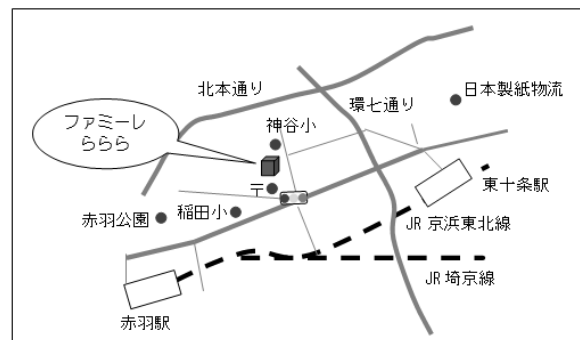 北本通り
環七通り
日本製紙物流
ファミーレ
ららら
神谷小
〒
東十条駅
赤羽公園
稲田小
JR 京浜東北線
JR 埼京線
赤羽駅